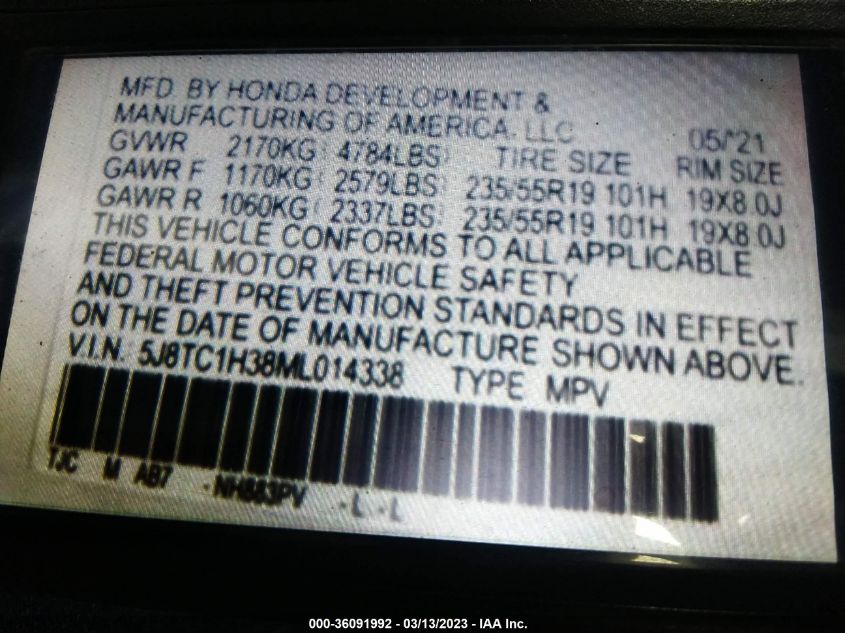 MFD. BY HONDA DEVELOPMENT &
MANUFACTURING OF AMERICA, LLC 05/'21
GVWR 2170KG ( 4784LBS) TIRE SIZE RIM SIZE
GAWR F 1170KG ( 2579LBS) 235/55R19 101H 19X8.0J
GAWR R 1060KG ( 2337LBS) 235/55R19 101H 19X8.0J
THIS VEHICLE CONFORMS TO ALL APPLICABLE
FEDERAL MOTOR VEHICLE SAFETY
AND THEFT PREVENTION STANDARDS IN EFFECT
ON THE DATE OF MANUFACTURE SHOWN ABOVE.
V.I.N. 5J8TC1H38ML014338 TYPE MPV
TJC M AB7 -NH883PV -L -L
000-36091992 - 03/13/2023 - IAA Inc.